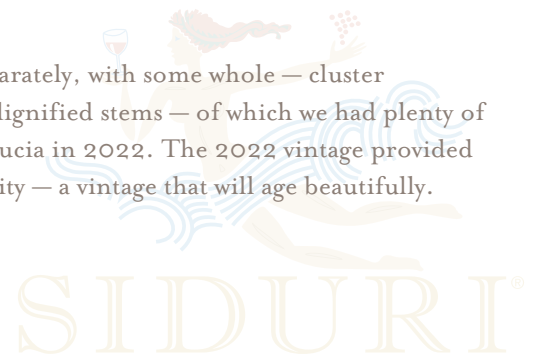 arately, with some whole — cluster
lignified stems — of which we had plenty of
ucia in 2022. The 2022 vintage provided
ity — a vintage that will age beautifully.
SIDURI®